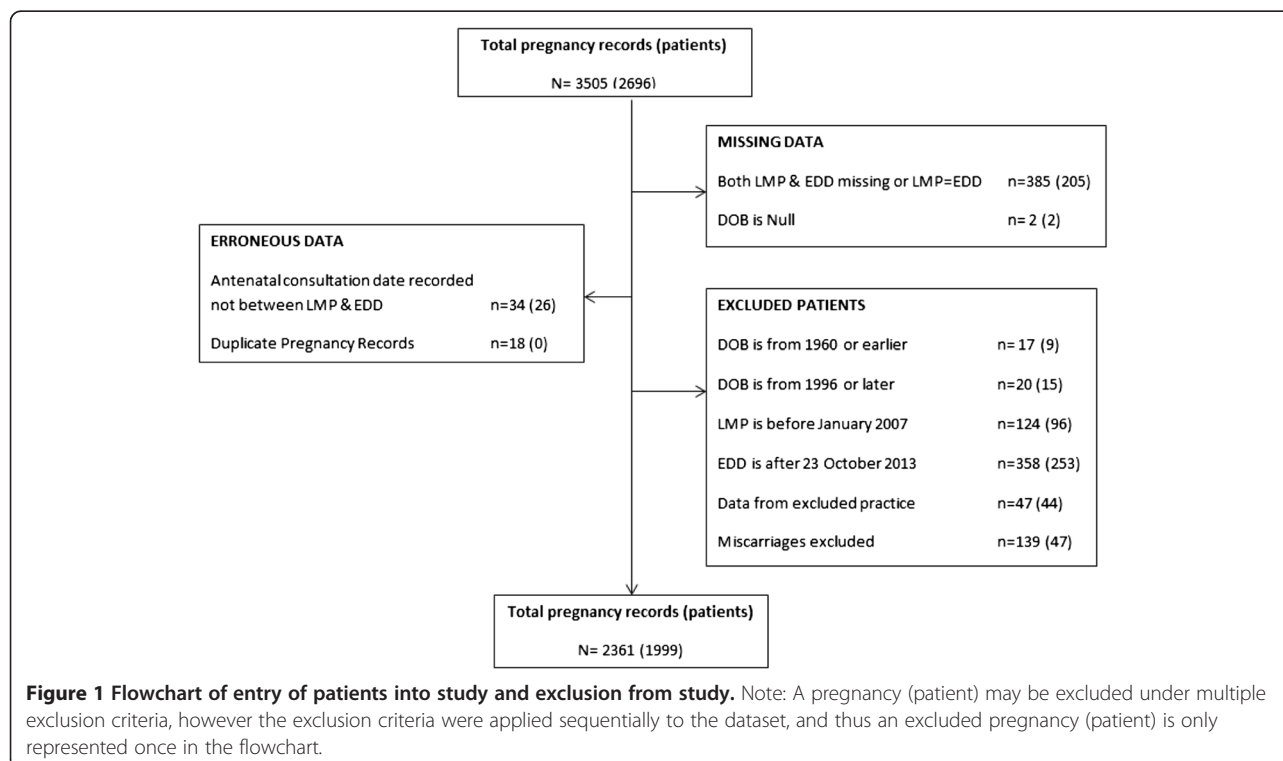 Total pregnancy records (patients)
N= 3505 (2696)
MISSING DATA
Both LMP & EDD missing or LMP=EDD n=385 (205)
DOB is Null n= 2 (2)
ERRONEOUS DATA
Antenatal consultation date recorded
not between LMP & EDD n=34 (26)
Duplicate Pregnancy Records n=18 (0)
EXCLUDED PATIENTS
DOB is from 1960 or earlier n= 17 (9)
DOB is from 1996 or later n=20 (15)
LMP is before January 2007 n=124 (96)
EDD is after 23 October 2013 n=358 (253)
Data from excluded practice n=47 (44)
Miscarriages excluded n=139 (47)
Total pregnancy records (patients)
N= 2361 (1999)
Figure 1 Flowchart of entry of patients into study and exclusion from study. Note: A pregnancy (patient) may be excluded under multiple
exclusion criteria, however the exclusion criteria were applied sequentially to the dataset, and thus an excluded pregnancy (patient) is only
represented once in the flowchart.